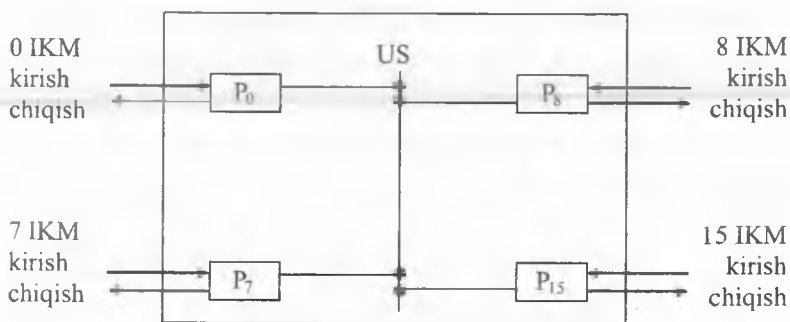 0 IKM
kirish
chiqish
P0
US
P8
8 IKM
kirish
chiqish
7 IKM
kirish
chiqish
P7
P15
15 IKM
kirish
chiqish